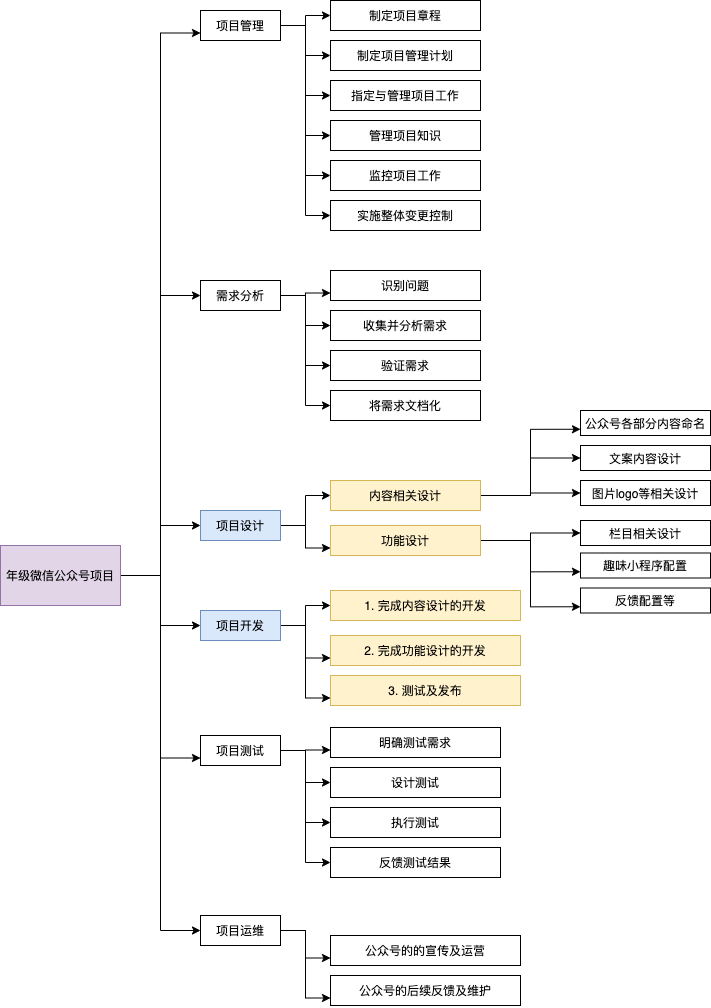 年级微信公众号项目
项目管理
制定项目章程
制定项目管理计划
指定与管理项目工作
管理项目知识
监控项目工作
实施整体变更控制
需求分析
识别问题
收集并分析需求
验证需求
将需求文档化
项目设计
内容相关设计
公众号各部分内容命名
文案内容设计
图片logo等相关设计
功能设计
栏目相关设计
趣味小程序配置
反馈配置等
项目开发
1. 完成内容设计的开发
2. 完成功能设计的开发
3. 测试及发布
项目测试
明确测试需求
设计测试
执行测试
反馈测试结果
项目运维
公众号的的宣传及运营
公众号的后续反馈及维护